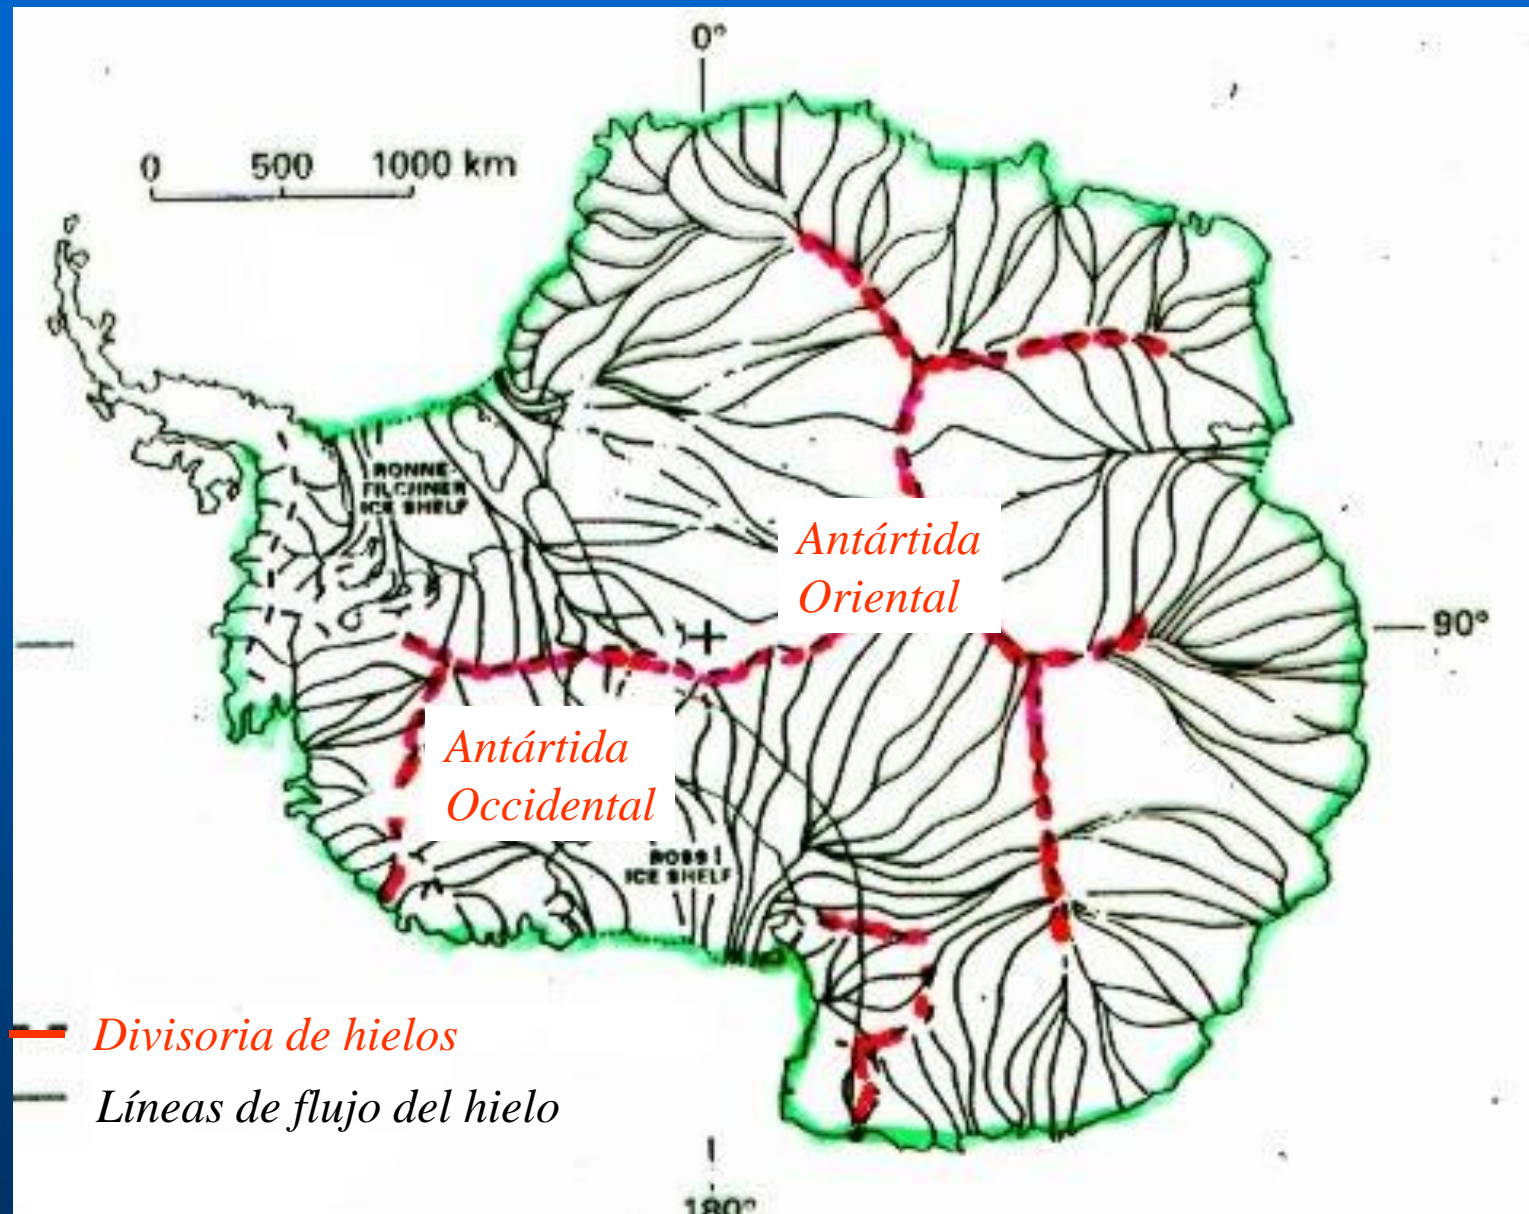 0°
0 500 1000 km
RONNE-
FILCHNER
ICE SHELF
Antártida
Oriental
90°
Antártida
Occidental
ROSS
ICE SHELF
Divisoria de hielos
Líneas de flujo del hielo
180°